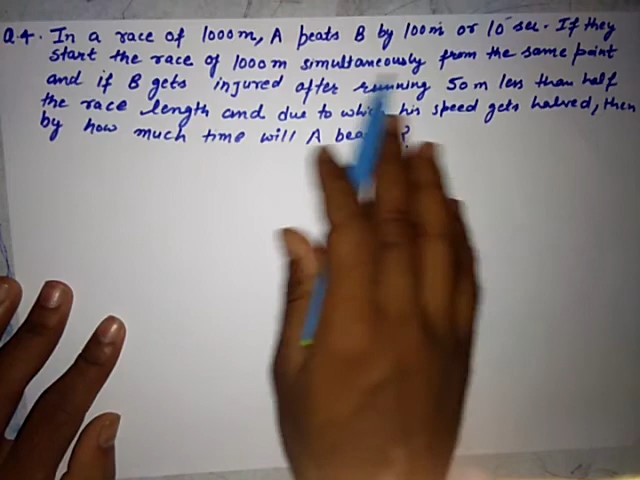 Q.4. In a race of 1000m, A beats B by 100m or 10 sec. If they
start the race of 1000m simultaneously from the same point
and if B gets injured after running 50m less than half
the race length and due to which his speed gets halved, then
by how much time will A ?